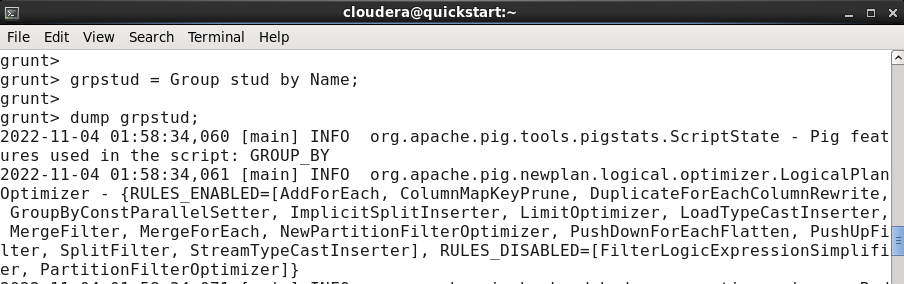 cloudera@quickstart:~
File Edit View Search Terminal Help
grunt>
grunt> grpstud = Group stud by Name;
grunt>
grunt> dump grpstud;
2022-11-04 01:58:34,060 [main] INFO  org.apache.pig.tools.pigstats.ScriptState - Pig feat
ures used in the script: GROUP_BY
2022-11-04 01:58:34,061 [main] INFO  org.apache.pig.newplan.logical.optimizer.LogicalPlan
Optimizer - {RULES_ENABLED=[AddForEach, ColumnMapKeyPrune, DuplicateForEachColumnRewrite,
 GroupByConstParallelSetter, ImplicitSplitInserter, LimitOptimizer, LoadTypeCastInserter,
 MergeFilter, MergeForEach, NewPartitionFilterOptimizer, PushDownForEachFlatten, PushUpFi
lter, SplitFilter, StreamTypeCastInserter], RULES_DISABLED=[FilterLogicExpressionSimplifi
er, PartitionFilterOptimizer]}